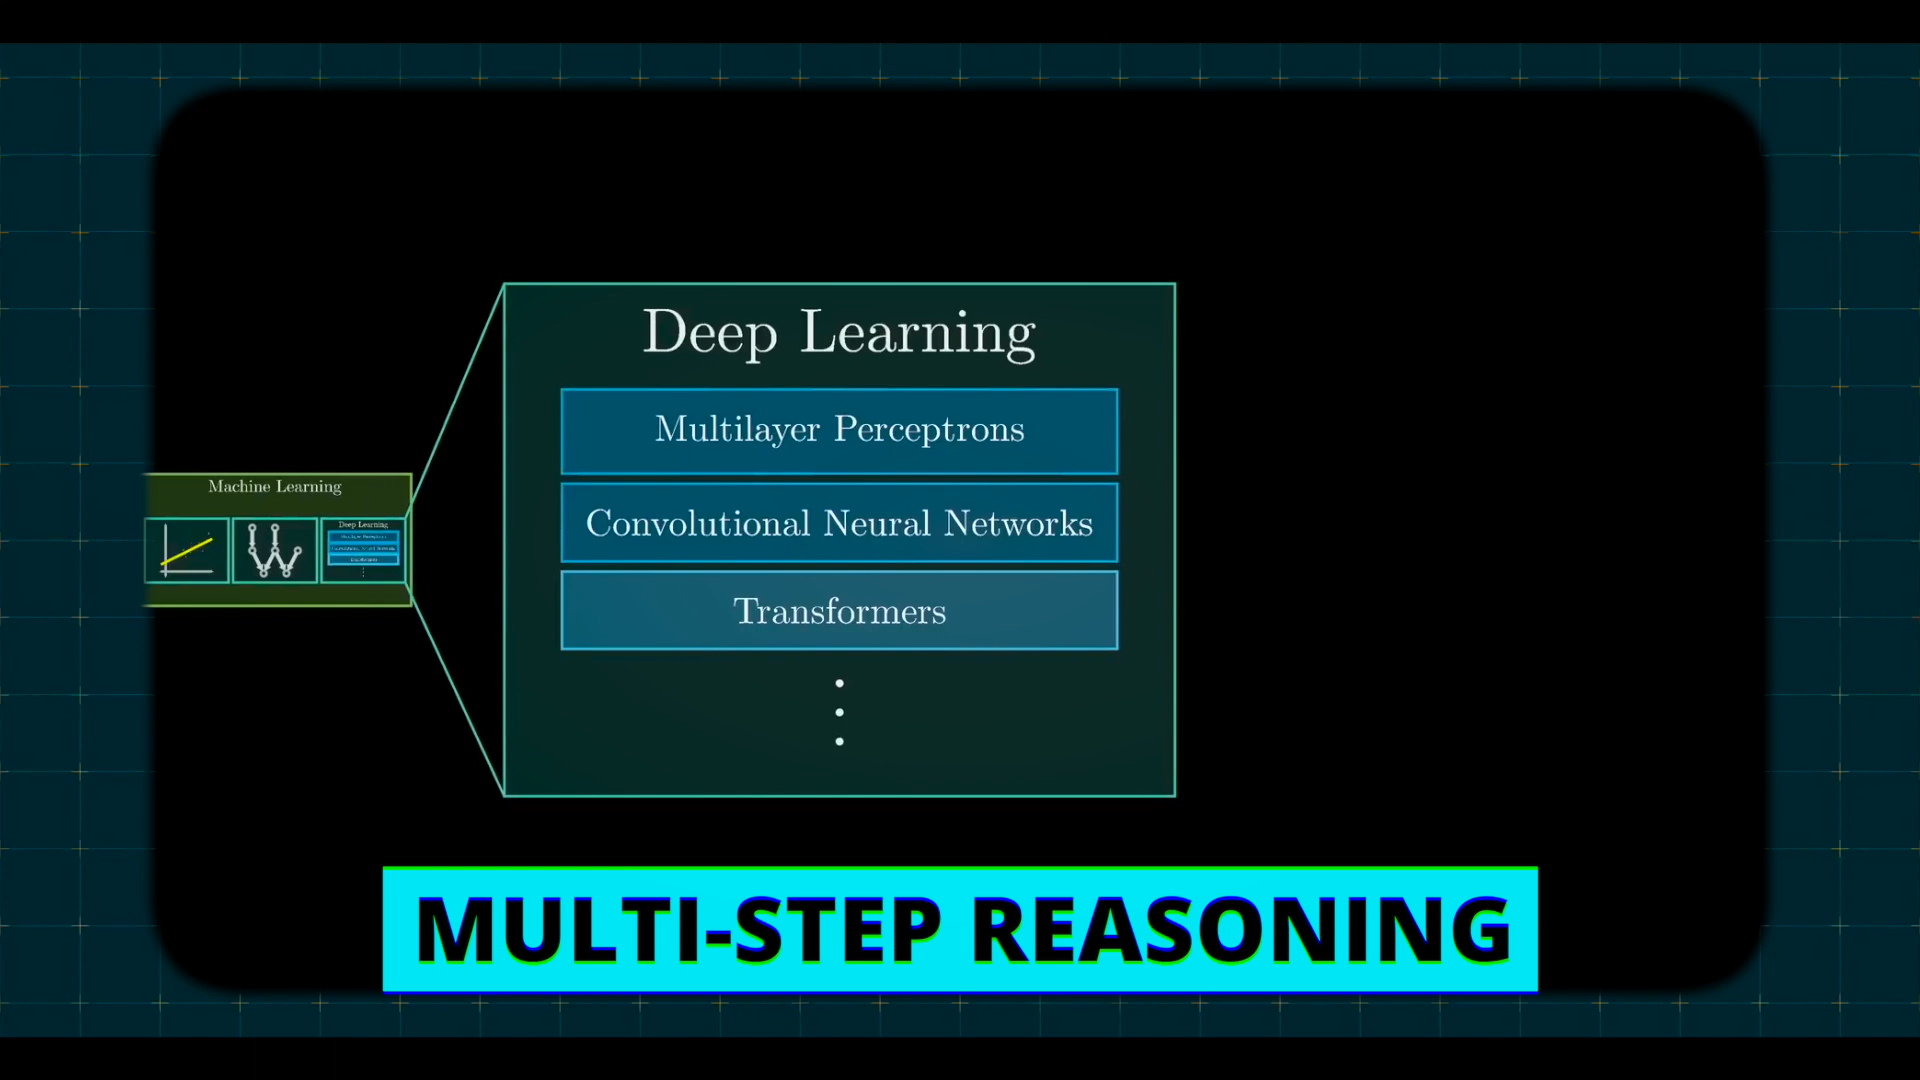 Deep Learning
Multilayer Perceptrons
Convolutional Neural Networks
Transformers
Machine Learning
Deep Learning
MULTI-STEP REASONING